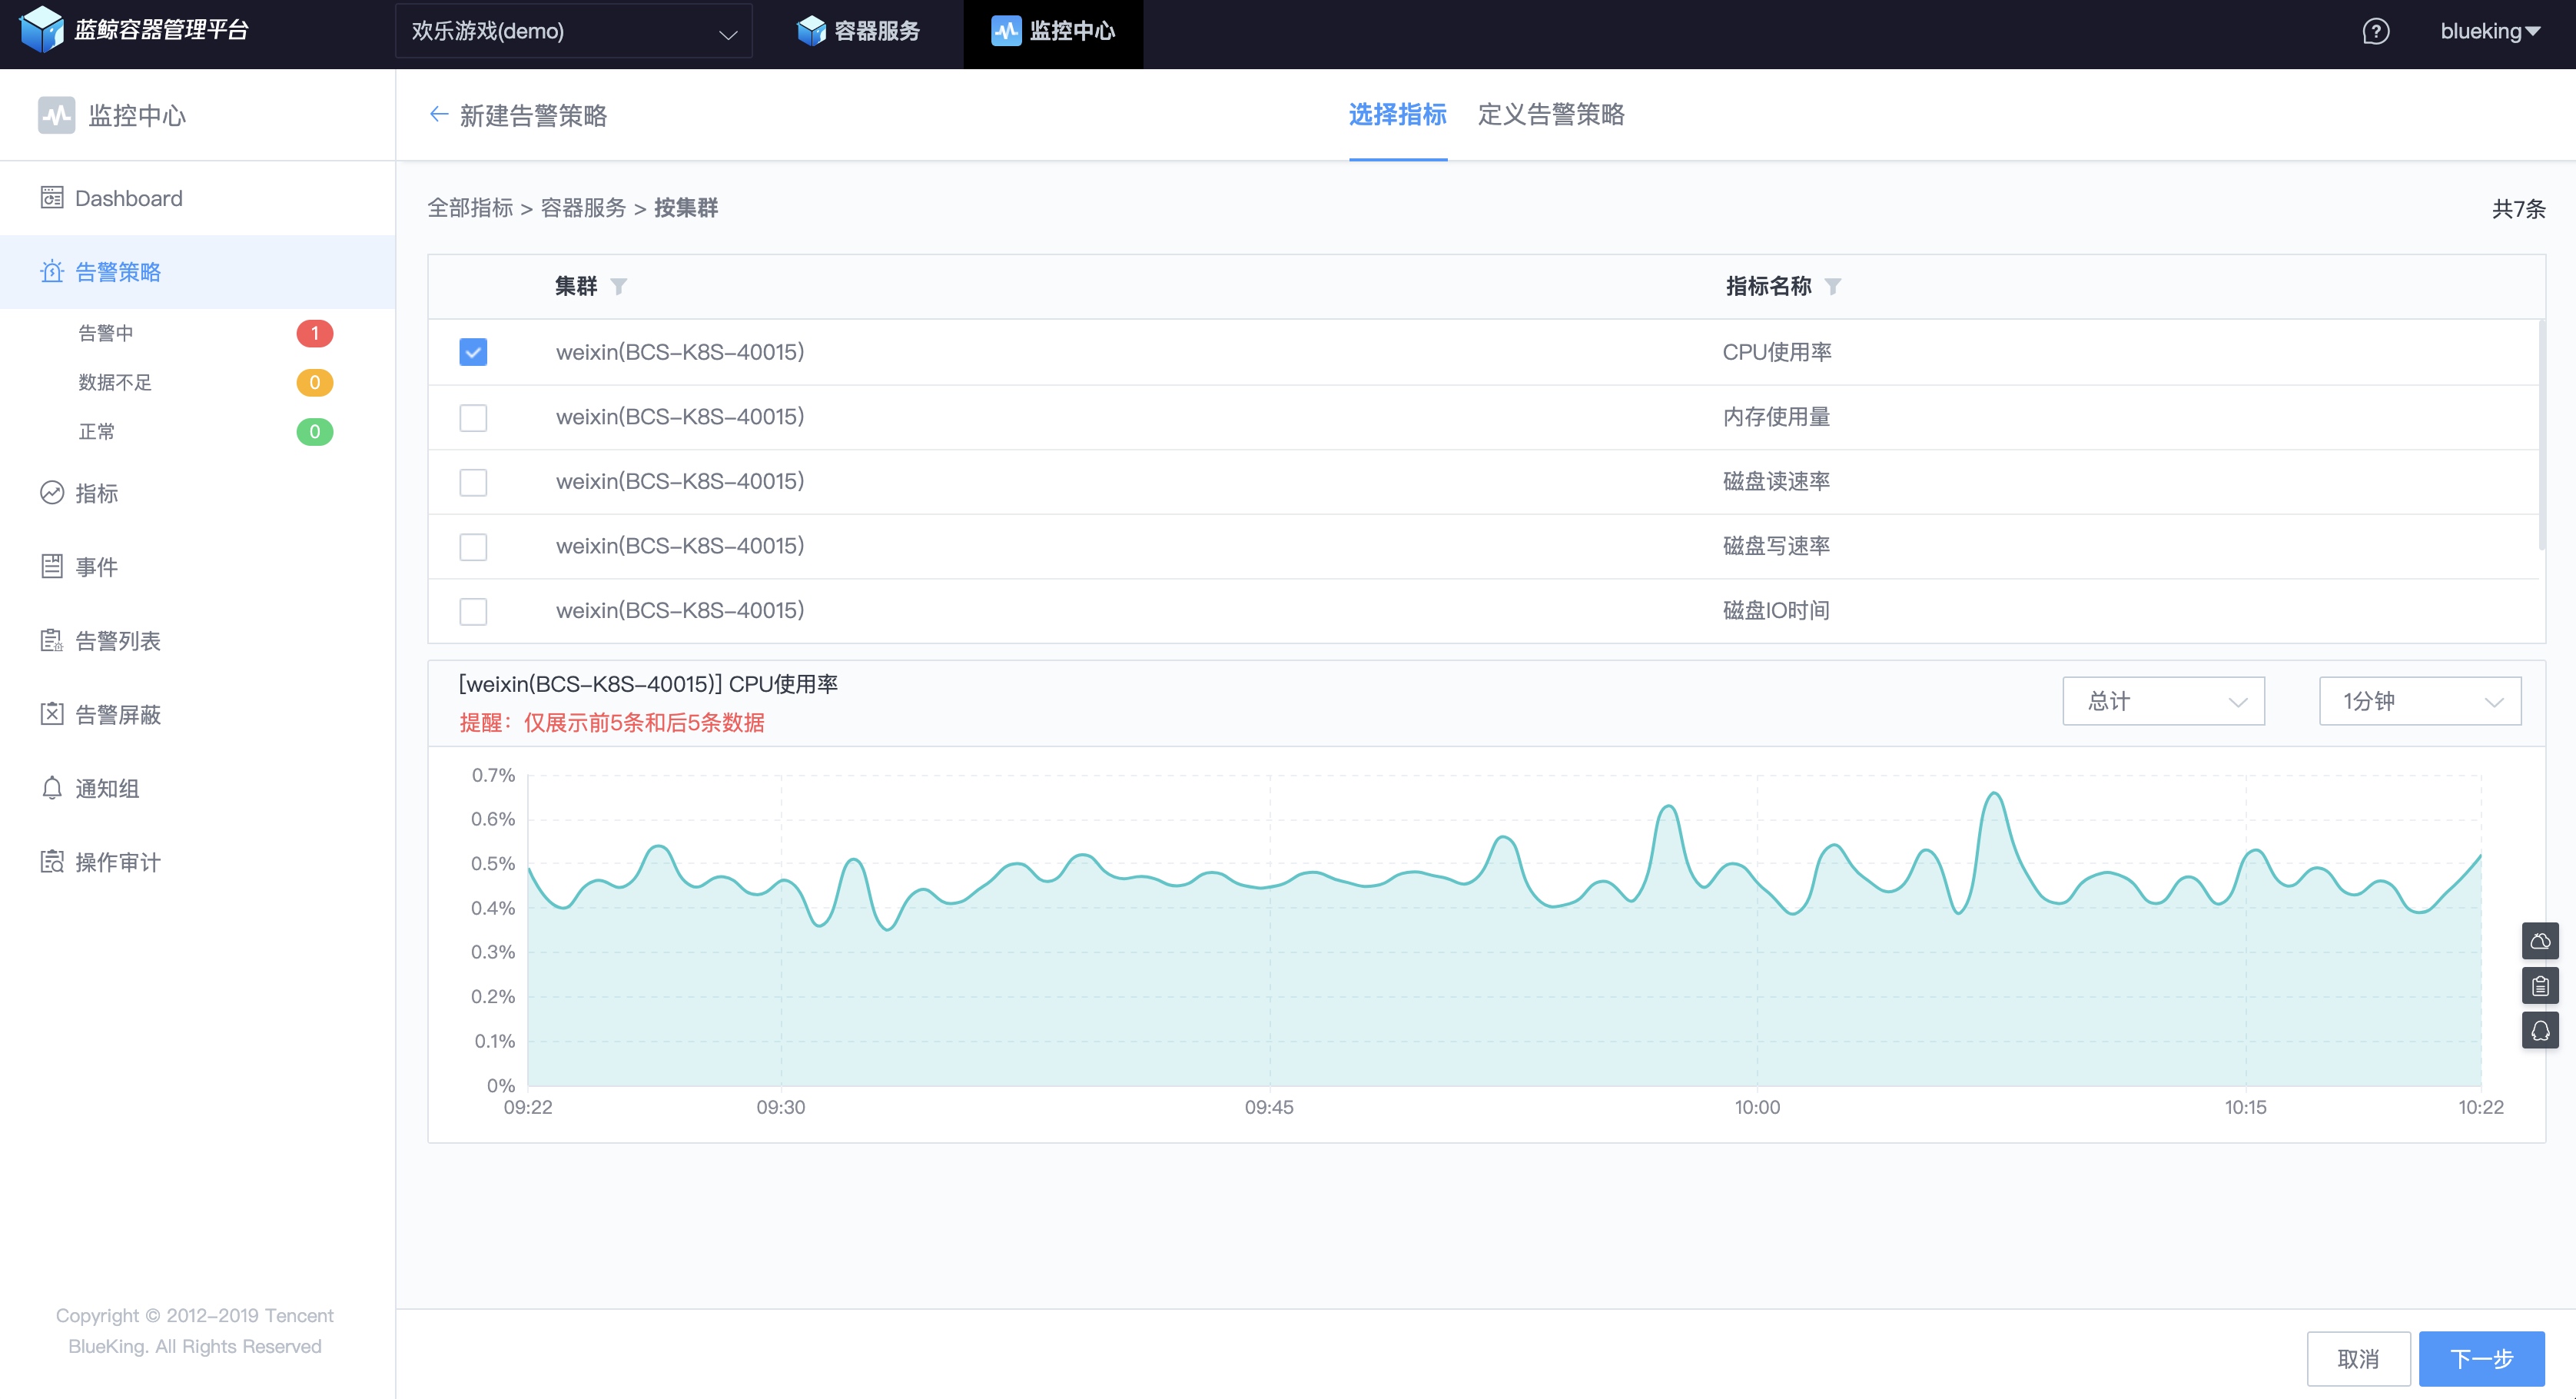 蓝鲸容器管理平台
欢乐游戏(demo)
容器服务
监控中心
blueking
监控中心
Dashboard
告警策略
告警中 1
数据不足 0
正常 0
指标
事件
告警列表
告警屏蔽
通知组
操作审计
Copyright © 2012-2019 Tencent
BlueKing. All Rights Reserved
新建告警策略
选择指标 定义告警策略
全部指标 > 容器服务 > 按集群
共7条
集群 指标名称
weixin(BCS-K8S-40015) CPU使用率
weixin(BCS-K8S-40015) 内存使用量
weixin(BCS-K8S-40015) 磁盘读速率
weixin(BCS-K8S-40015) 磁盘写速率
weixin(BCS-K8S-40015) 磁盘IO时间
[weixin(BCS-K8S-40015)] CPU使用率
提醒：仅展示前5条和后5条数据
总计
1分钟
0.7%
0.6%
0.5%
0.4%
0.3%
0.2%
0.1%
0%
09:22 09:30 09:45 10:00 10:15 10:22
取消 下一步